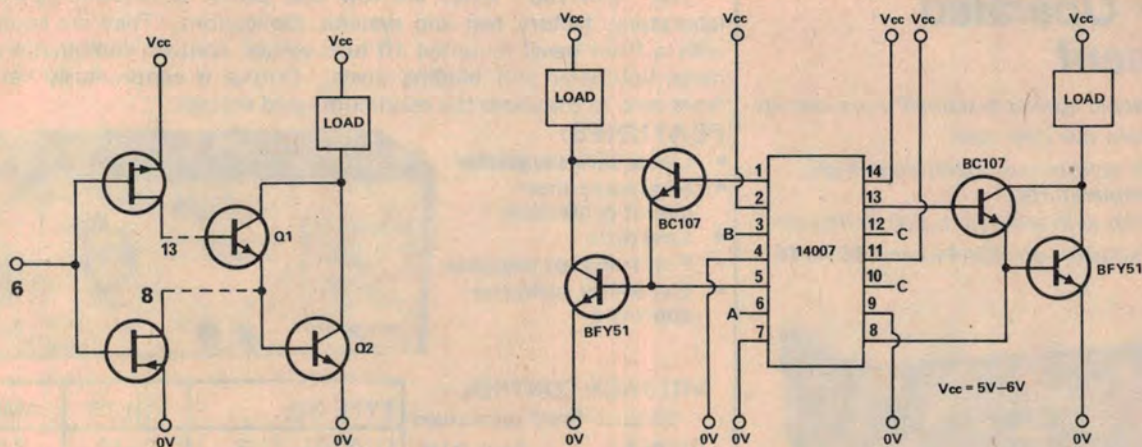 Vcc
Vcc
LOAD
13
Q1
6
8
Q2
0V
0V
Vcc
Vcc
Vcc
Vcc
Vcc
LOAD
LOAD
BC107
BC107
1
2
3
4
5
6
7
14
13
12
11
10
9
8
14007
B
A
C
C
BFY51
BFY51
Vcc = 5V–6V
0V
0V
0V
0V
0V